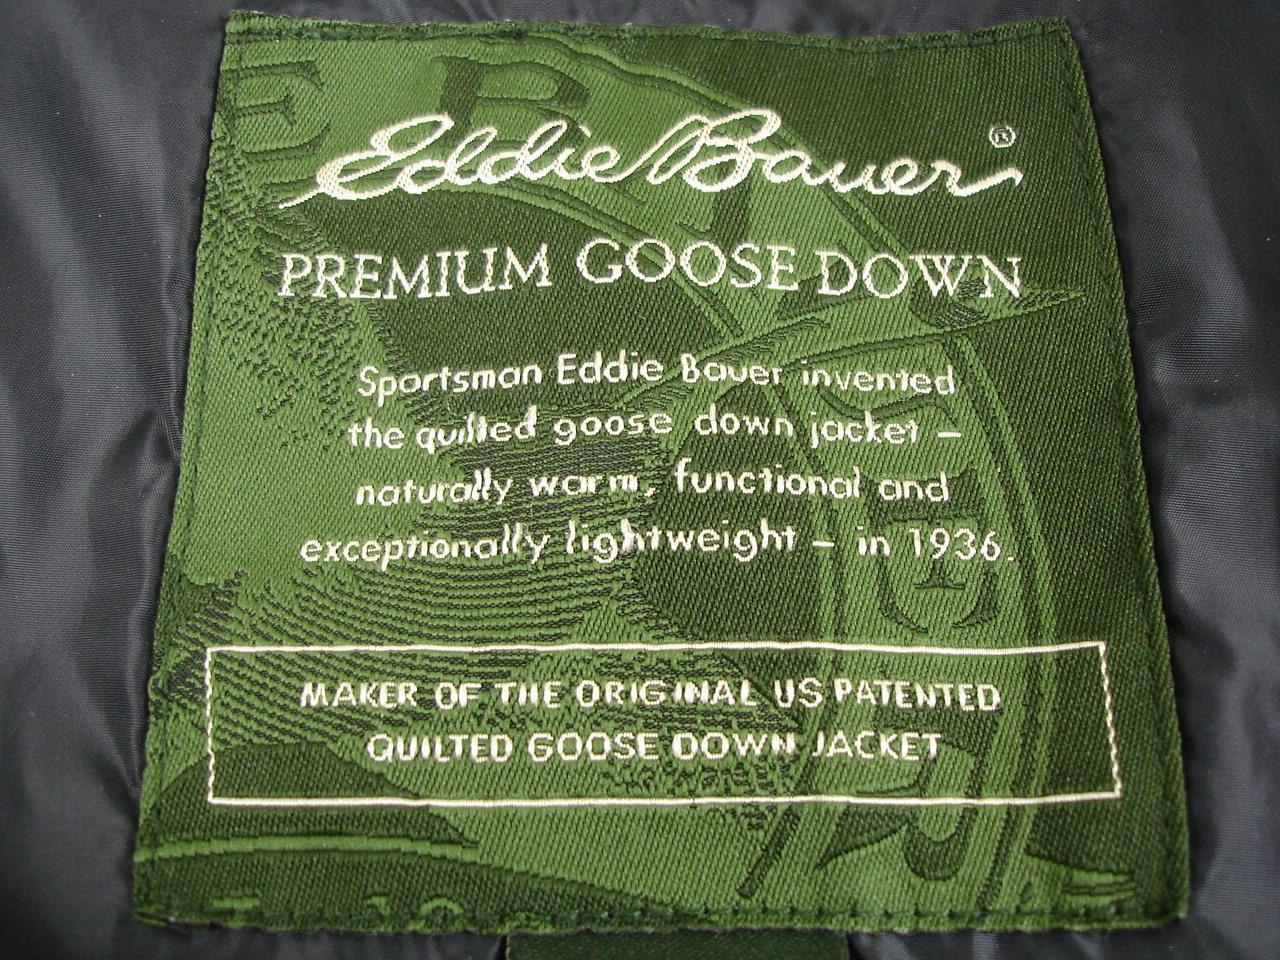 Eddie Bauer®
PREMIUM GOOSE DOWN
Sportsman Eddie Bauer invented
the quilted goose down jacket –
naturally warm, functional and
exceptionally lightweight – in 1936.
MAKER OF THE ORIGINAL US PATENTED
QUILTED GOOSE DOWN JACKET